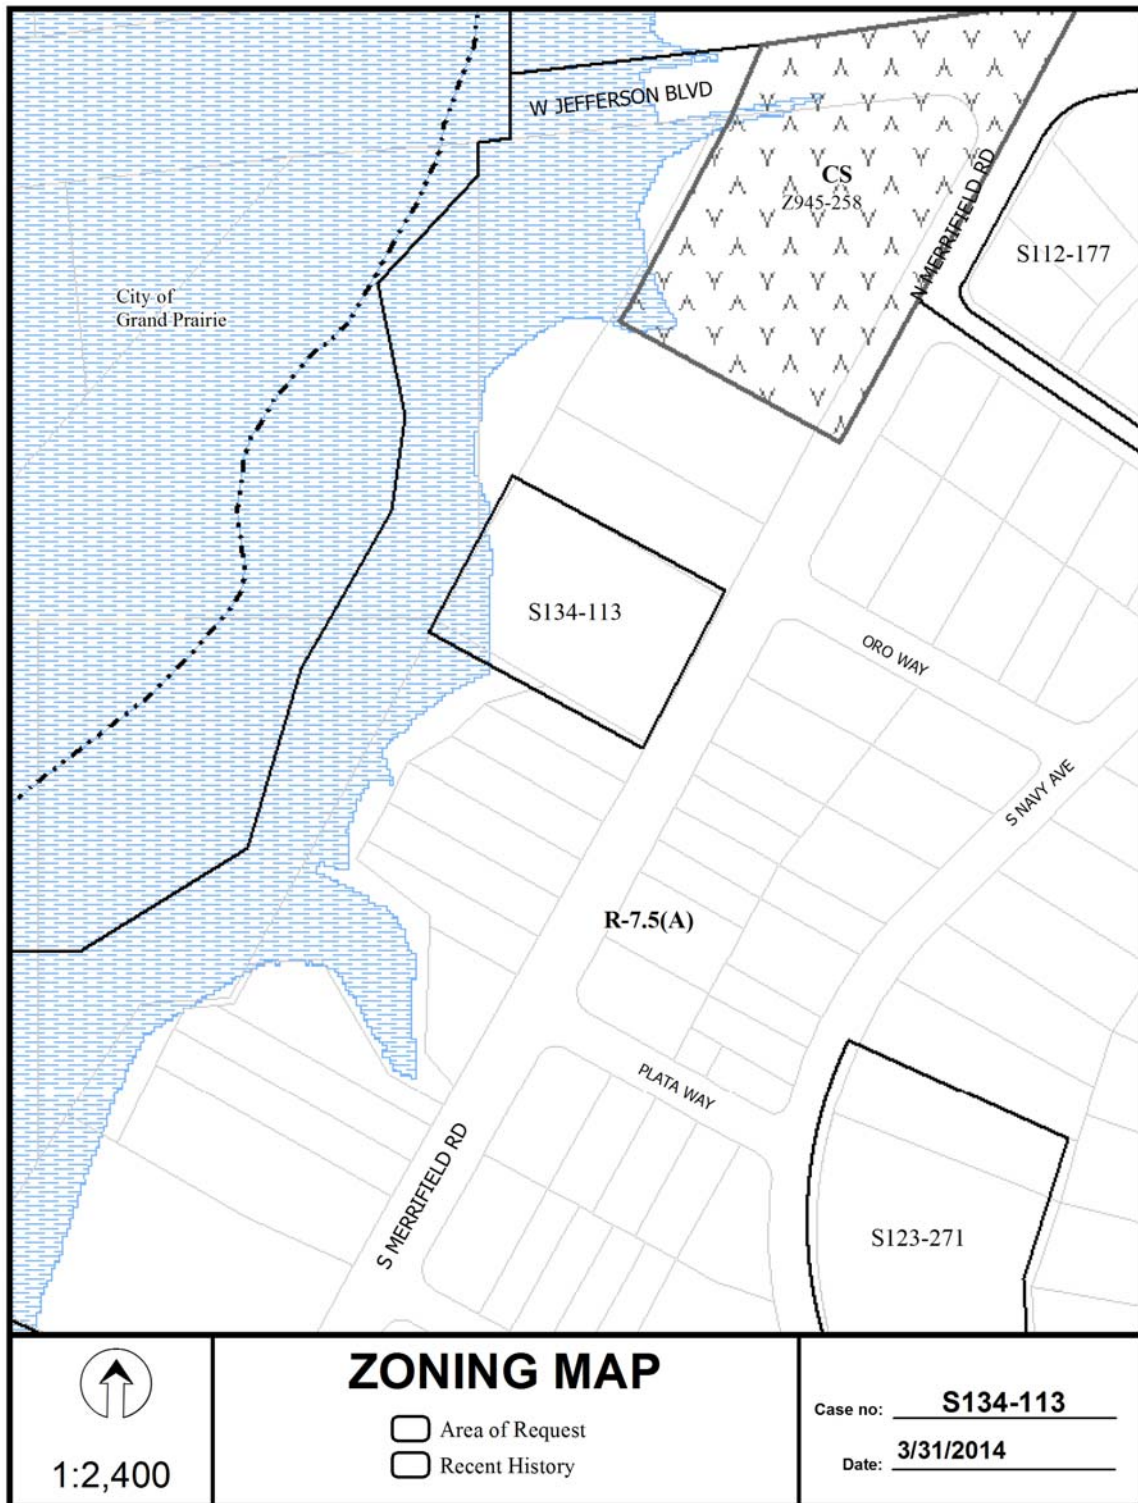 W JEFFERSON BLVD
CS
Z945-258
N MERRIFIELD RD
S112-177
City of
Grand Prairie
S134-113
ORO WAY
S NAVY AVE
R-7.5(A)
PLATA WAY
S MERRIFIELD RD
S123-271
1:2,400
ZONING MAP
Area of Request
Recent History
Case no: S134-113
Date: 3/31/2014